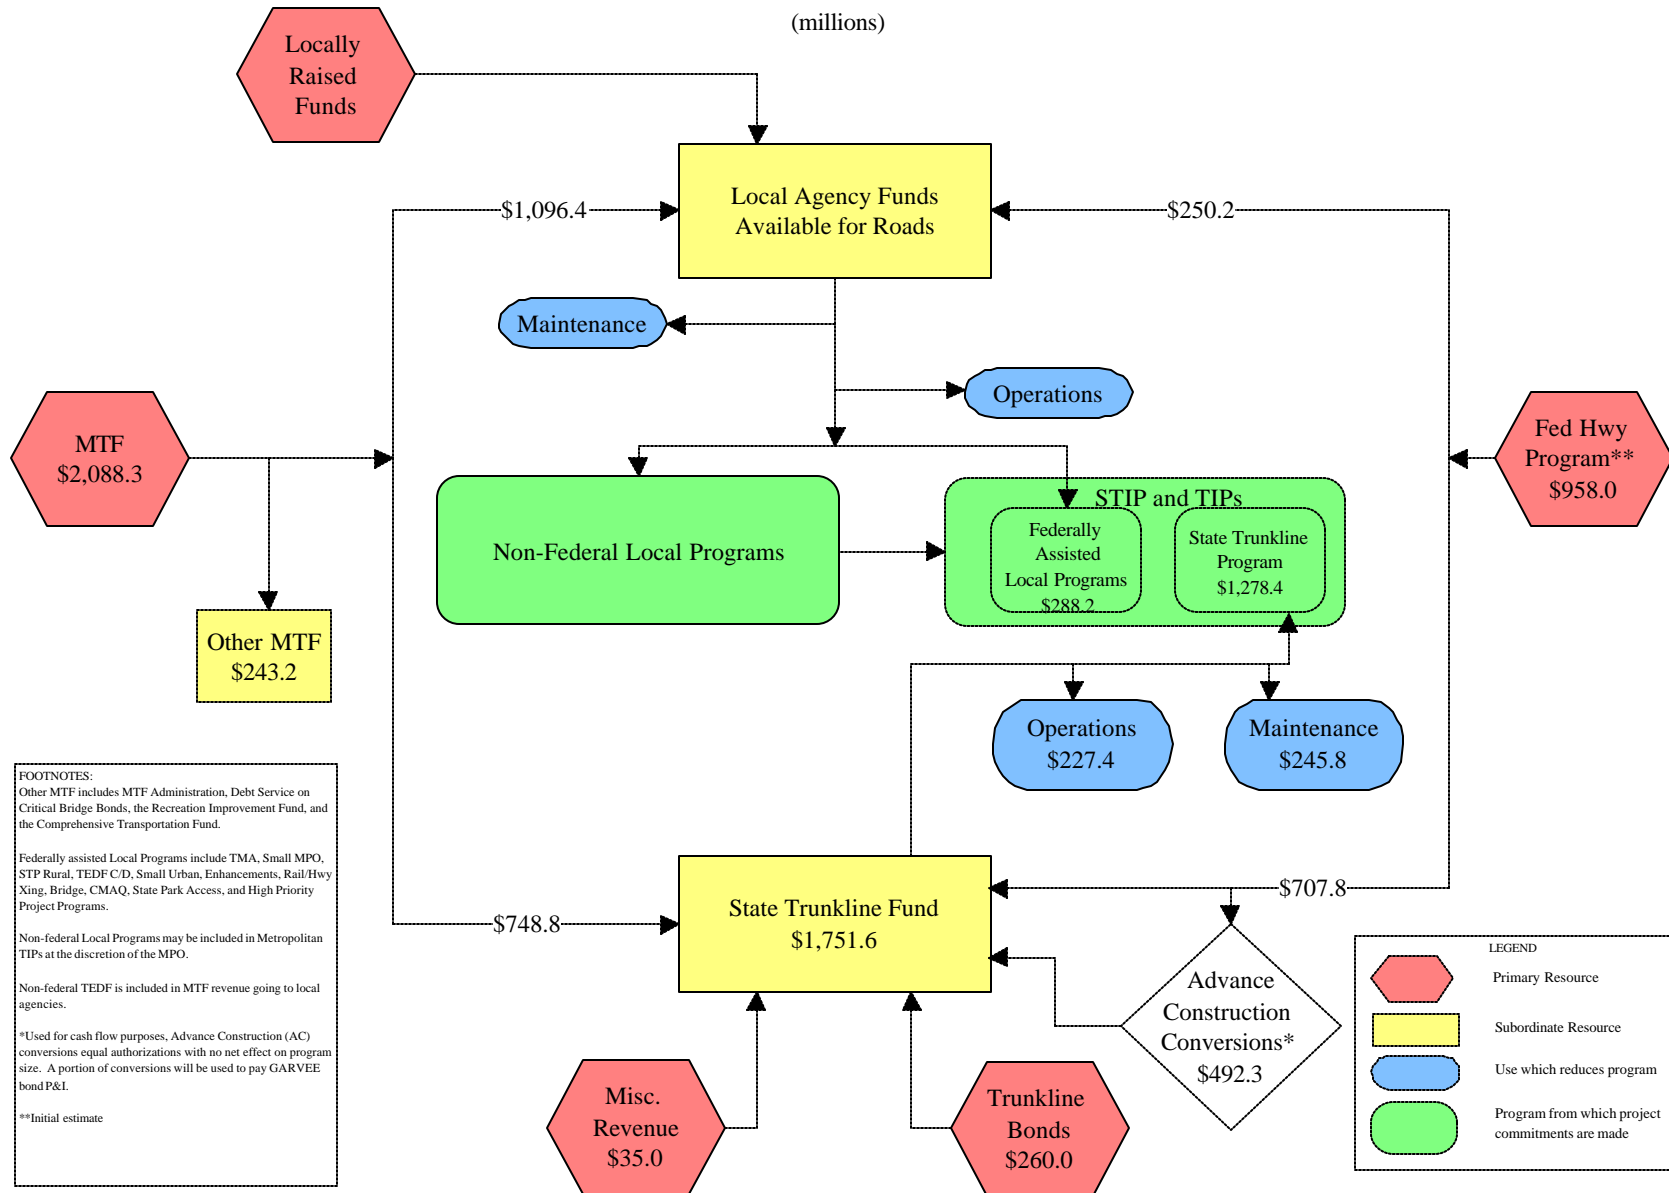 (millions)
Locally
Raised
Funds
Local Agency Funds
Available for Roads
$1,096.4
$250.2
Maintenance
Operations
MTF
$2,088.3
Fed Hwy
Program**
$958.0
Non-Federal Local Programs
STIP and TIPs
Federally
Assisted
Local Programs
$288.2
State Trunkline
Program
$1,278.4
Other MTF
$243.2
Operations
$227.4
Maintenance
$245.8
FOOTNOTES:
Other MTF includes MTF Administration, Debt Service on
Critical Bridge Bonds, the Recreation Improvement Fund, and
the Comprehensive Transportation Fund.
Federally assisted Local Programs include TMA, Small MPO,
STP Rural, TEDF C/D, Small Urban, Enhancements, Rail/Hwy
Xing, Bridge, CMAQ, State Park Access, and High Priority
Project Programs.
Non-federal Local Programs may be included in Metropolitan
TIPs at the discretion of the MPO.
Non-federal TEDF is included in MTF revenue going to local
agencies.
*Used for cash flow purposes, Advance Construction (AC)
conversions equal authorizations with no net effect on program
size.  A portion of conversions will be used to pay GARVEE
bond P&I.
**Initial estimate
$748.8
State Trunkline Fund
$1,751.6
$707.8
Advance
Construction
Conversions*
$492.3
Misc.
Revenue
$35.0
Trunkline
Bonds
$260.0
LEGEND
Primary Resource
Subordinate Resource
Use which reduces program
Program from which project
commitments are made